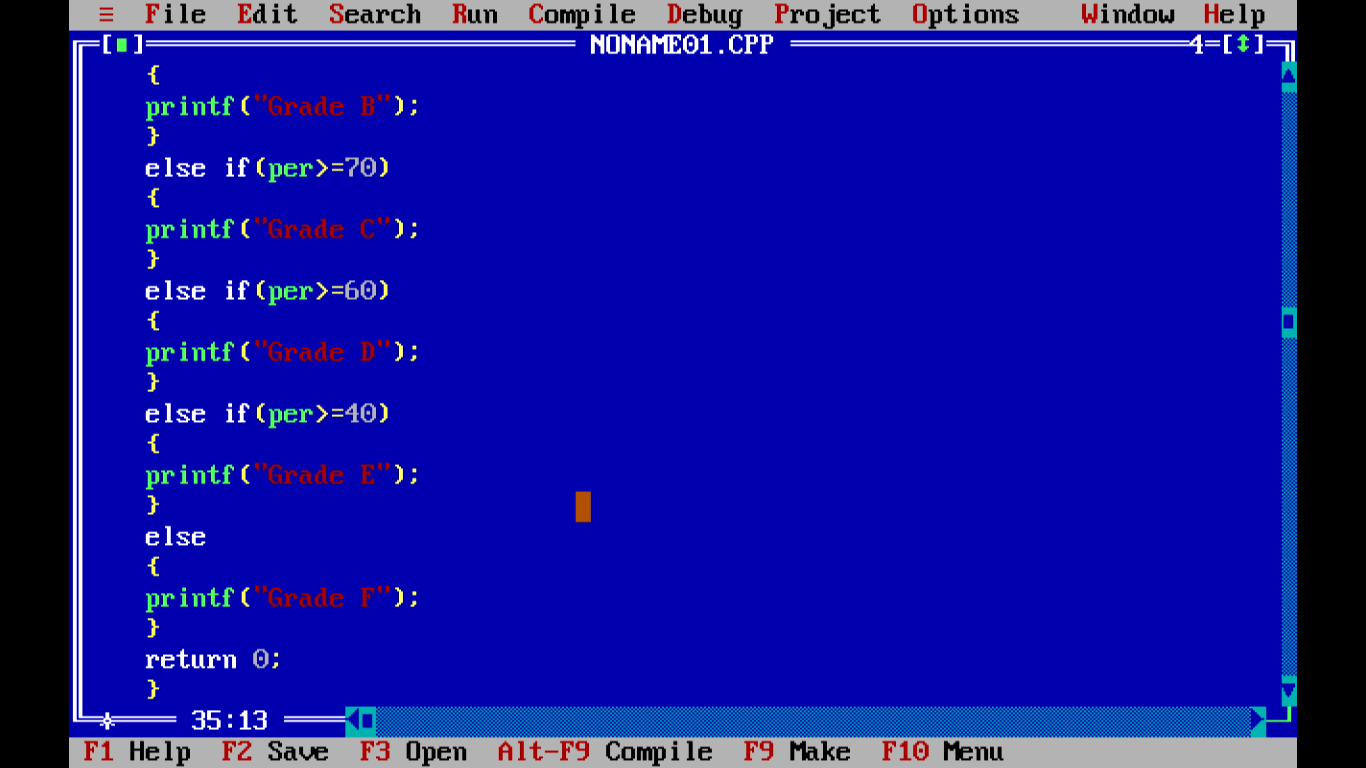 ≡ File Edit Search Run Compile Debug Project Options Window Help
[■] NONAME01.CPP 4=[↕]
{
printf("Grade B");
}
else if(per>=70)
{
printf("Grade C");
}
else if(per>=60)
{
printf("Grade D");
}
else if(per>=40)
{
printf("Grade E");
}
else
{
printf("Grade F");
}
return 0;
}
35:13
F1 Help F2 Save F3 Open Alt-F9 Compile F9 Make F10 Menu